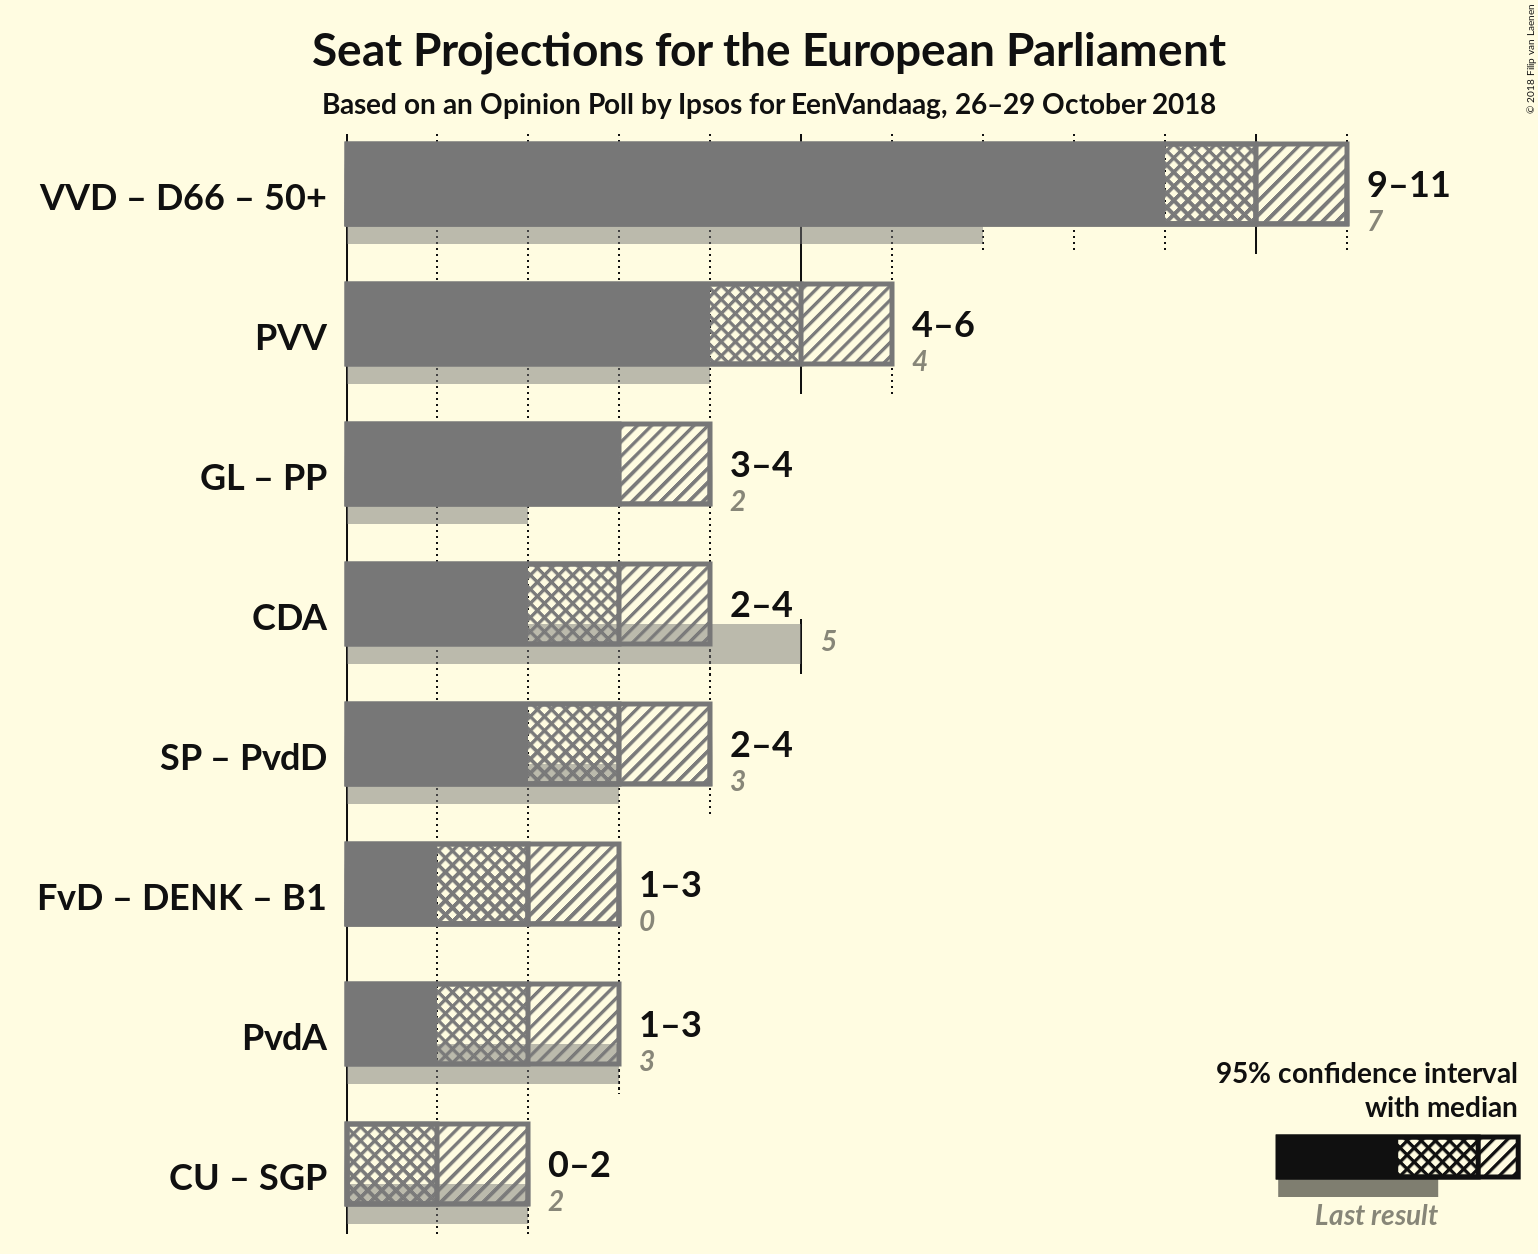 Seat Projections for the European Parliament
Based on an Opinion Poll by Ipsos for EenVandaag, 26–29 October 2018
© 2018 Filip van Laenen
VVD – D66 – 50+
9–11
7
PVV
4–6
4
GL – PP
3–4
2
CDA
2–4
5
SP – PvdD
2–4
3
FvD – DENK – B1
1–3
0
PvdA
1–3
3
CU – SGP
0–2
2
95% confidence interval
with median
Last result